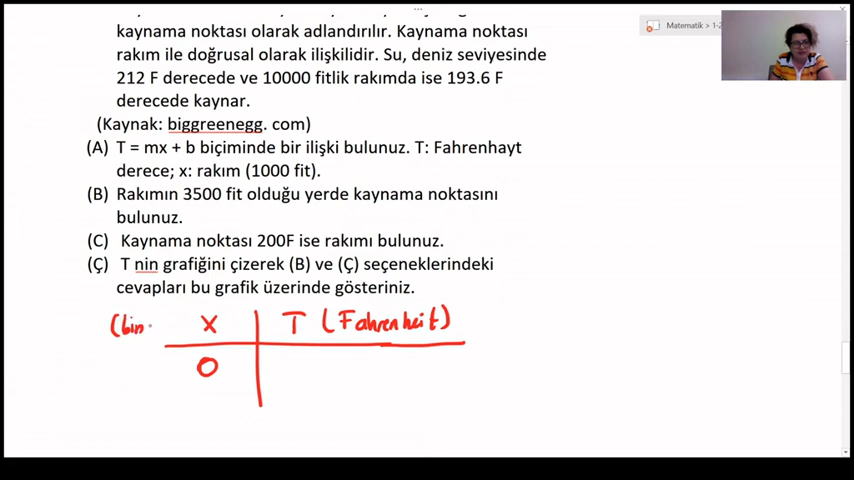 kaynama noktası olarak adlandırılır. Kaynama noktası
rakım ile doğrusal olarak ilişkilidir. Su, deniz seviyesinde
212 F derecede ve 10000 fitlik rakımda ise 193.6 F
derecede kaynar.
(Kaynak: biggreenegg. com)
(A) T = mx + b biçiminde bir ilişki bulunuz. T: Fahrenhayt
derece; x: rakım (1000 fit).
(B) Rakımın 3500 fit olduğu yerde kaynama noktasını
bulunuz.
(C) Kaynama noktası 200F ise rakımı bulunuz.
(Ç) T nin grafiğini çizerek (B) ve (Ç) seçeneklerindeki
cevapları bu grafik üzerinde gösteriniz.
(bin x T (Fahrenheit)
0
Matematik > 1-2